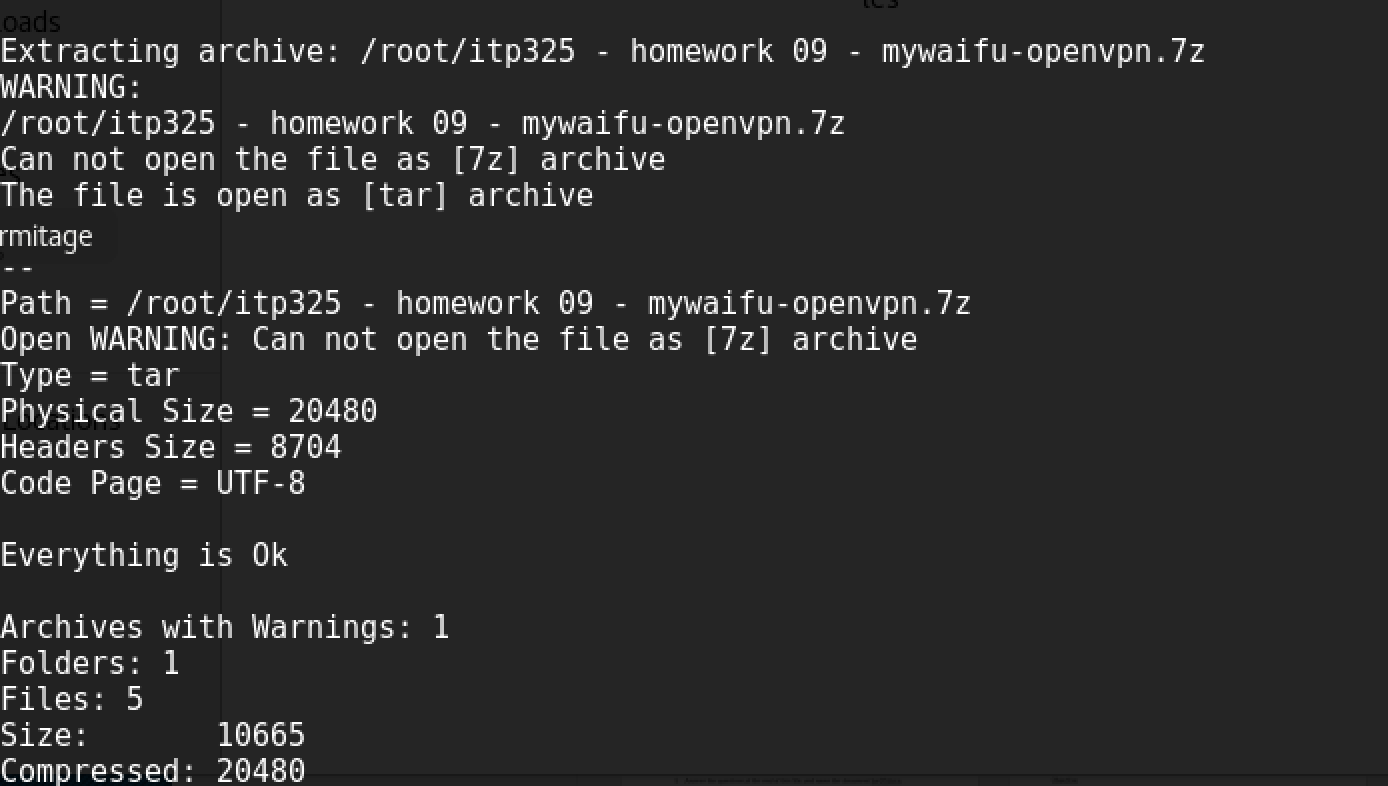 les
oads
Extracting archive: /root/itp325 - homework 09 - mywaifu-openvpn.7z
WARNING:
/root/itp325 - homework 09 - mywaifu-openvpn.7z
Can not open the file as [7z] archive
The file is open as [tar] archive
rmitage
--
Path = /root/itp325 - homework 09 - mywaifu-openvpn.7z
Open WARNING: Can not open the file as [7z] archive
Type = tar
Physical Size = 20480
Locations
Headers Size = 8704
Code Page = UTF-8
Everything is Ok
Archives with Warnings: 1
Folders: 1
Files: 5
Size:       10665
Compressed: 20480